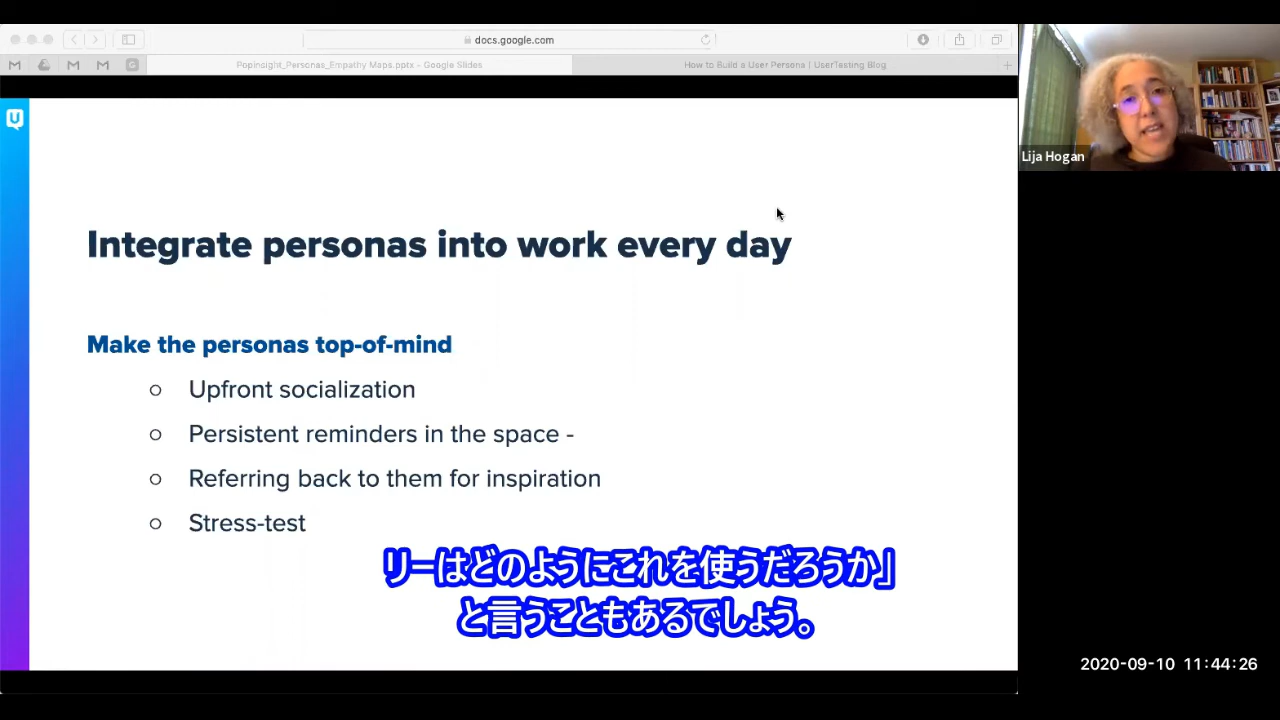 docs.google.com
Popinsight_Personas_Empathy Maps.pptx – Google Slides
How to Build a User Persona | UserTesting Blog
Lija Hogan
Integrate personas into work every day
Make the personas top-of-mind
○ Upfront socialization
○ Persistent reminders in the space -
○ Referring back to them for inspiration
○ Stress-test
リーはどのようにこれを使うだろうか」
と言うこともあるでしょう。
2020-09-10 11:44:26